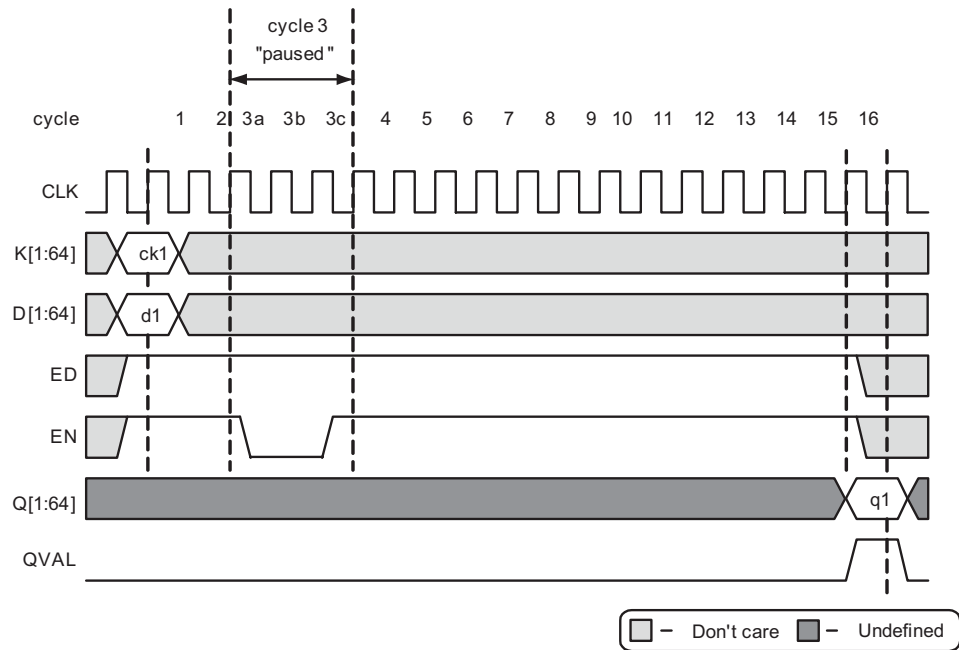 cycle 3
"paused"
cycle 1 2 3a 3b 3c 4 5 6 7 8 9 10 11 12 13 14 15 16
CLK
K[1:64] ck1
D[1:64] d1
ED
EN
Q[1:64] q1
QVAL
– Don't care – Undefined